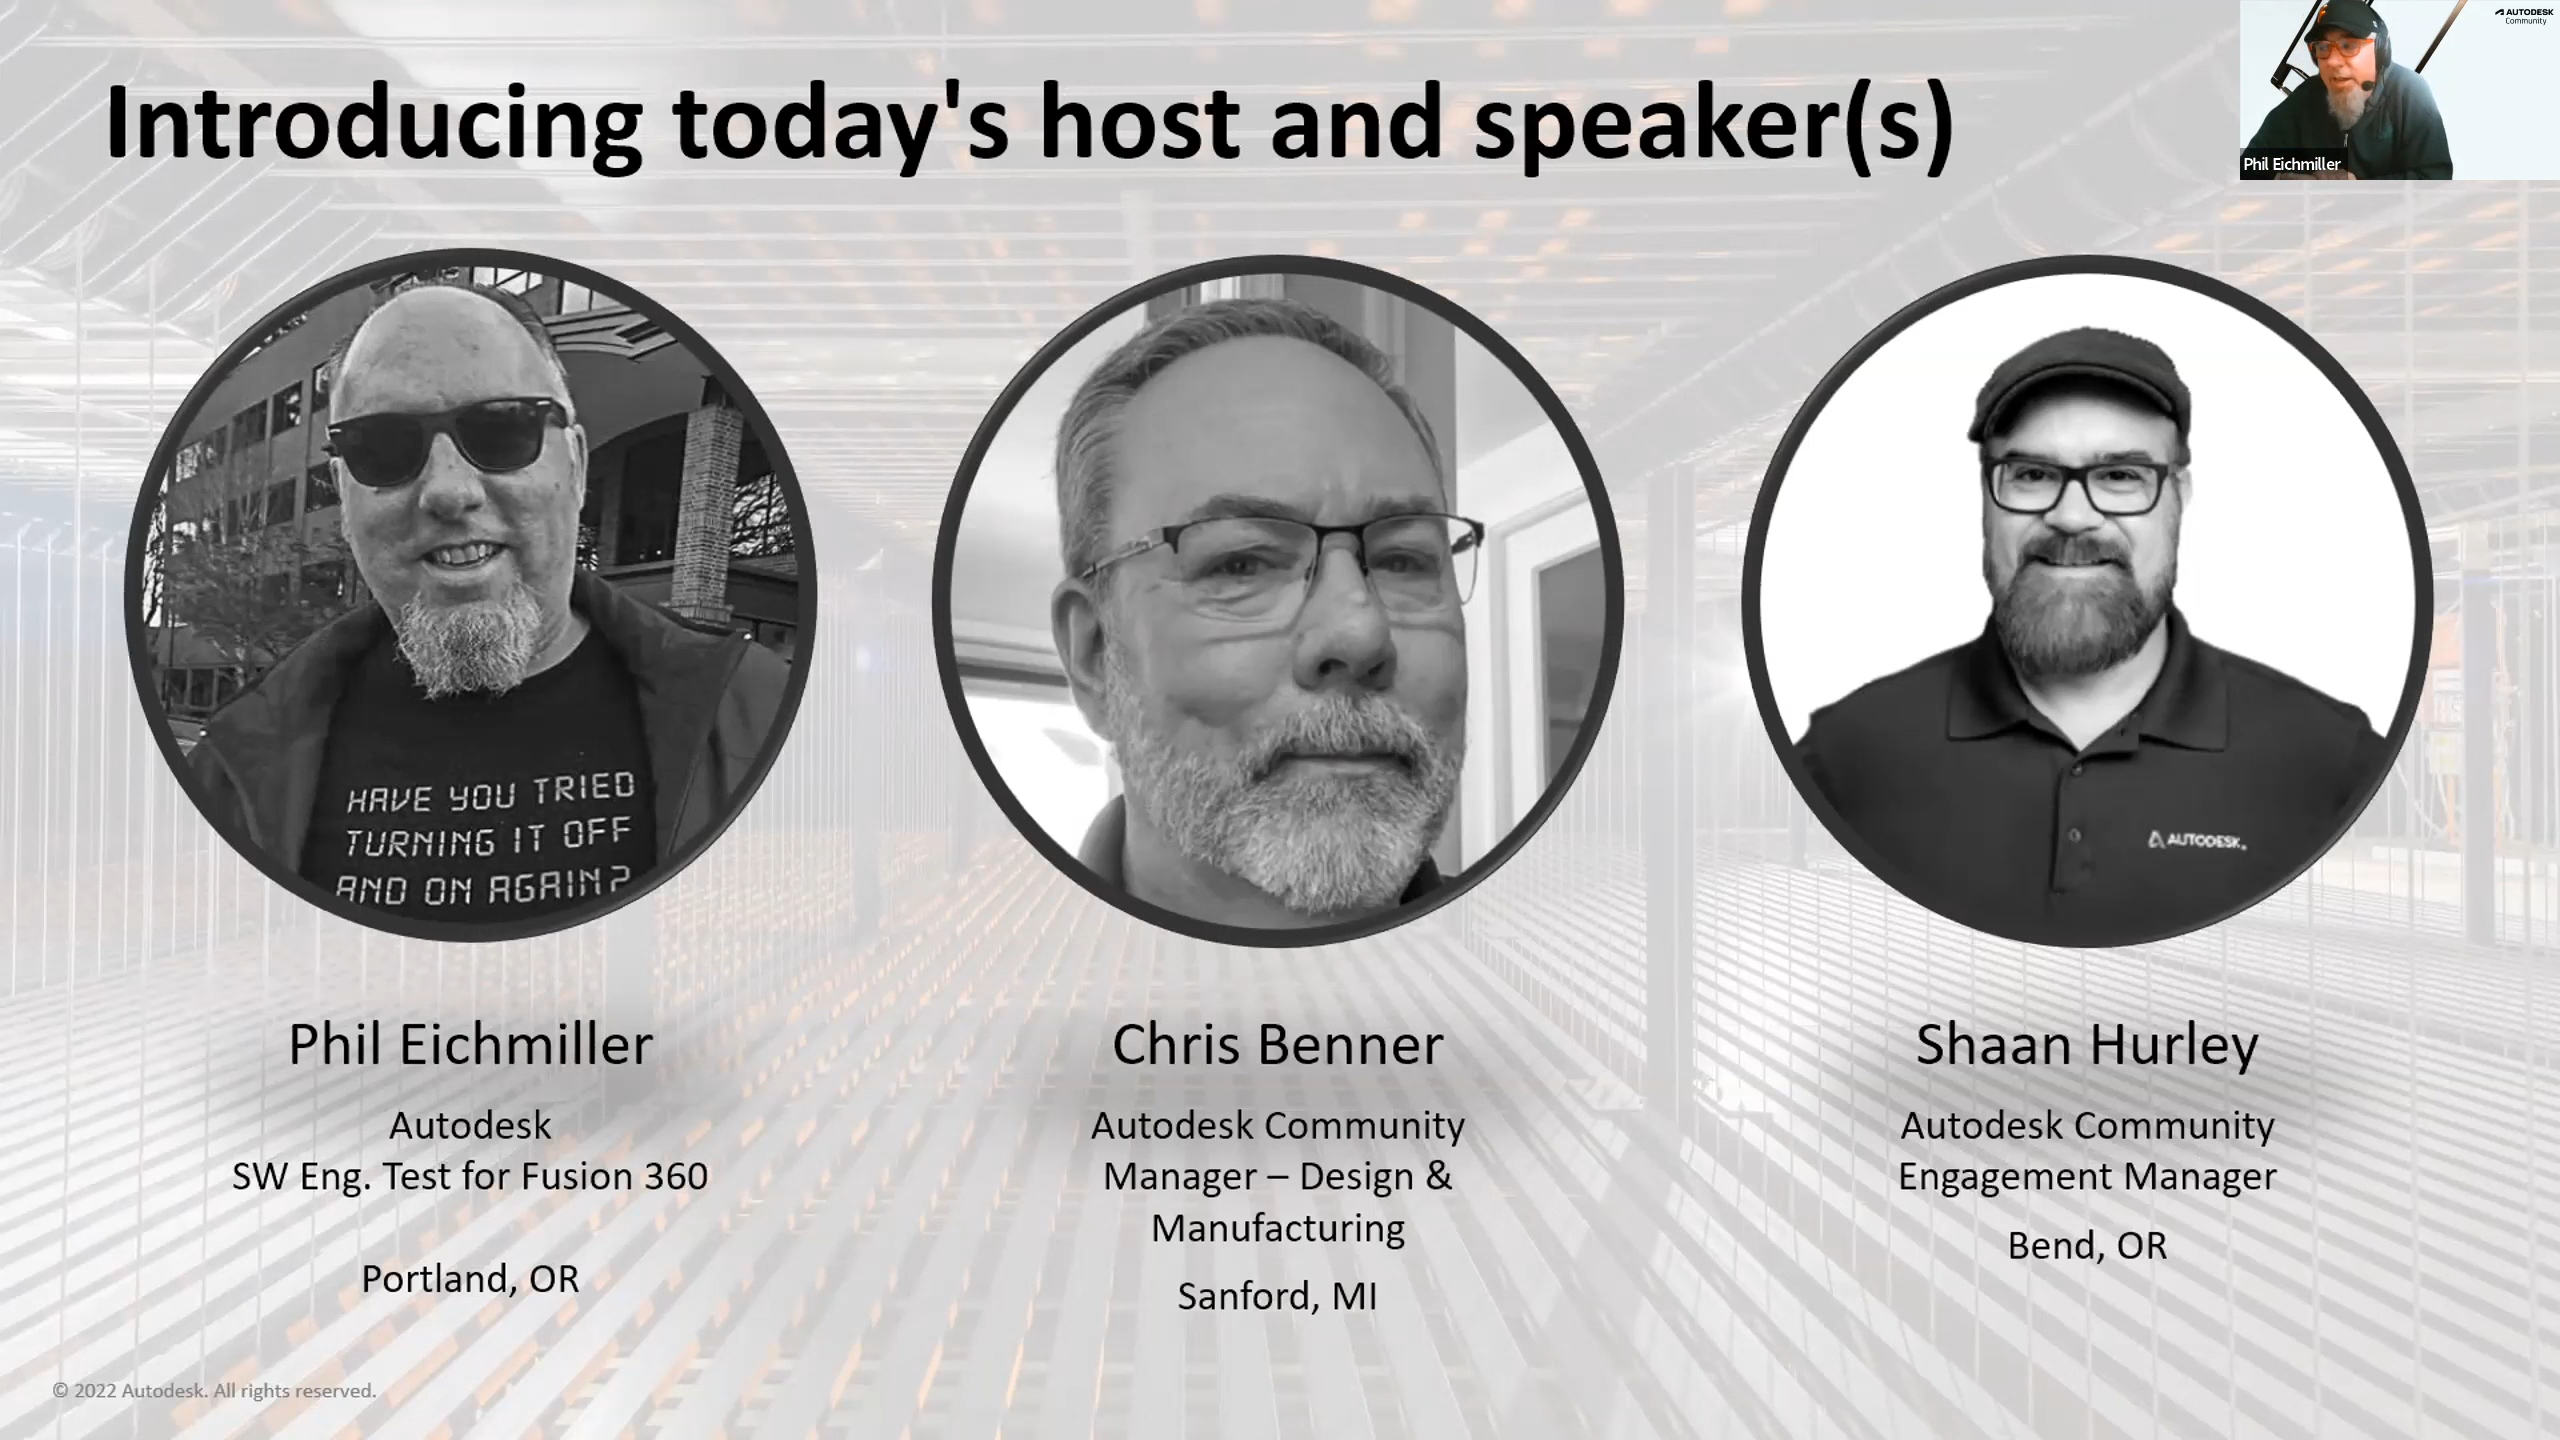 Introducing today's host and speaker(s)
AUTODESK
Community
Phil Eichmiller
HAVE YOU TRIED
TURNING IT OFF
AND ON AGAIN?
AUTODESK.
Phil Eichmiller
Autodesk
SW Eng. Test for Fusion 360
Portland, OR
Chris Benner
Autodesk Community
Manager – Design &
Manufacturing
Sanford, MI
Shaan Hurley
Autodesk Community
Engagement Manager
Bend, OR
© 2022 Autodesk. All rights reserved.